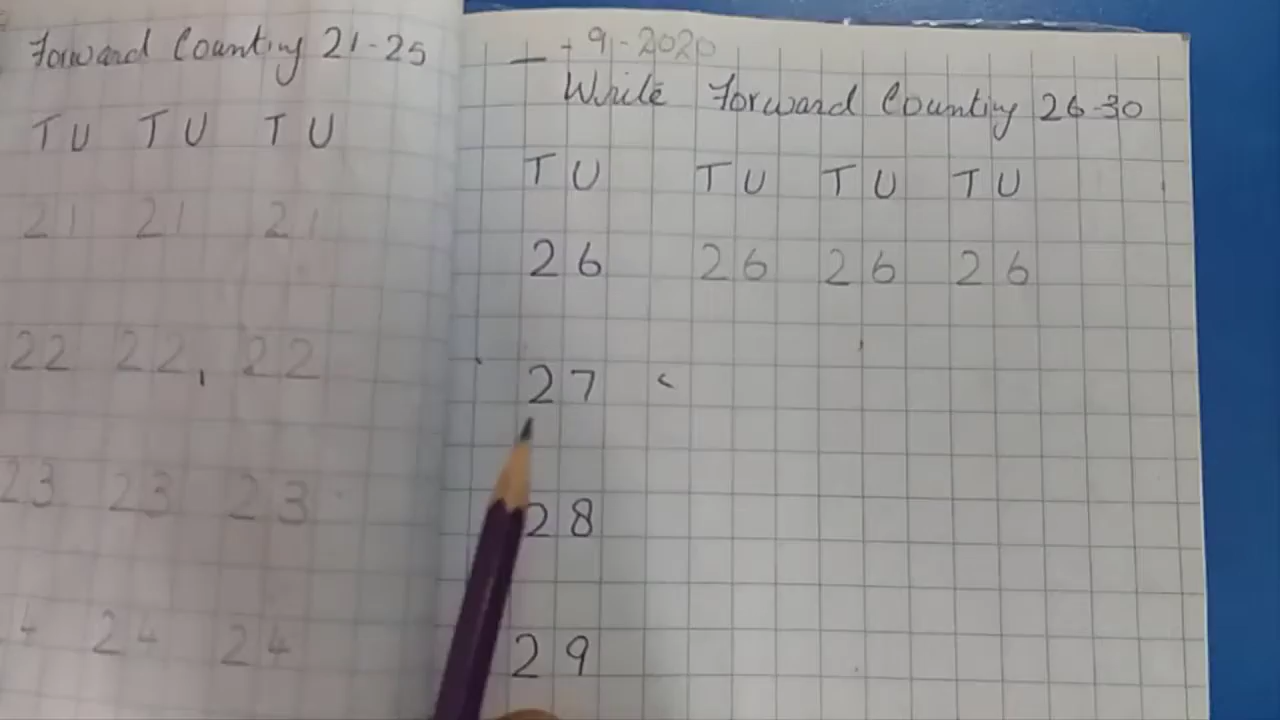 Forward Counting 21-25
T U T U T U
21 21 21
22 22, 22
23 23 23
4 24 24
- - 9 - 2020
Write Forward Counting 26-30
T U T U T U T U
26 26 26 26
27
28
29